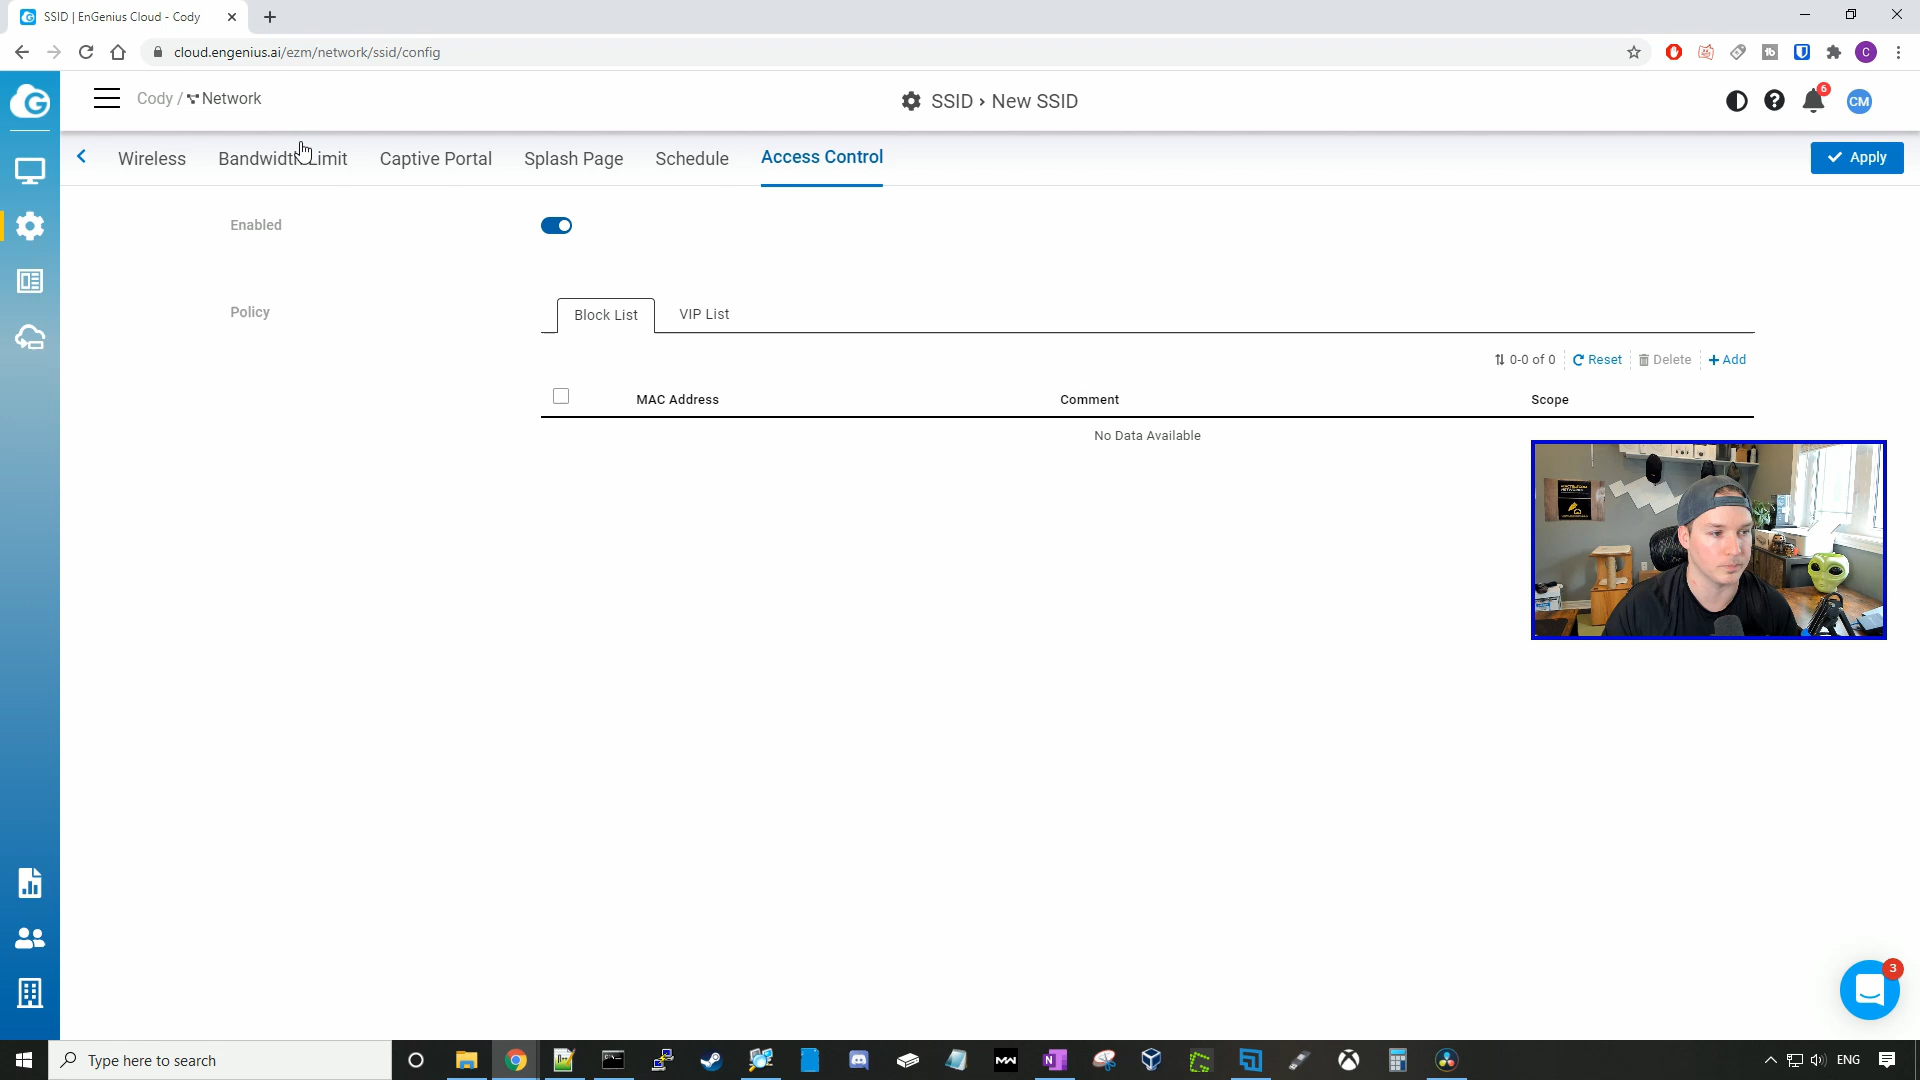 SSID | EnGenius Cloud - Cody
cloud.engenius.ai/ezm/network/ssid/config
C
Cody / Network
SSID › New SSID
6
CM
Wireless
Bandwidth Limit
Captive Portal
Splash Page
Schedule
Access Control
Apply
Enabled
Policy
Block List
VIP List
0-0 of 0
Reset
Delete
+ Add
MAC Address
Comment
Scope
No Data Available
3
Type here to search
MW
N
ENG